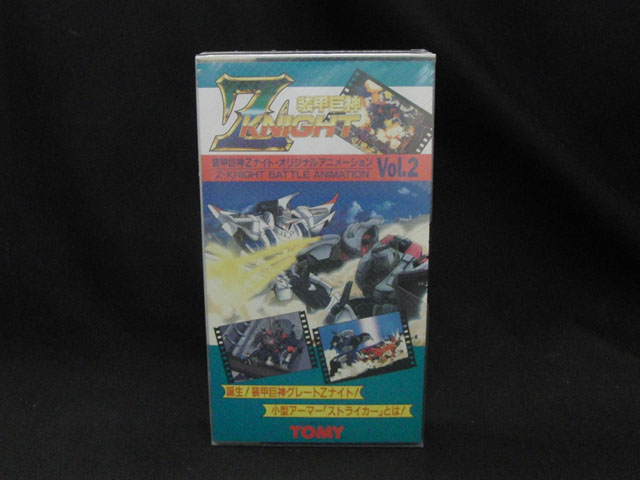 Z
装甲巨神
KNIGHT
装甲巨神Zナイト・オリジナルアニメーション
Z-KNIGHT BATTLE ANIMATION Vol.2
誕生!装甲巨神グレートZナイト!
小型アーマー「ストライカー」とは!
TOMY